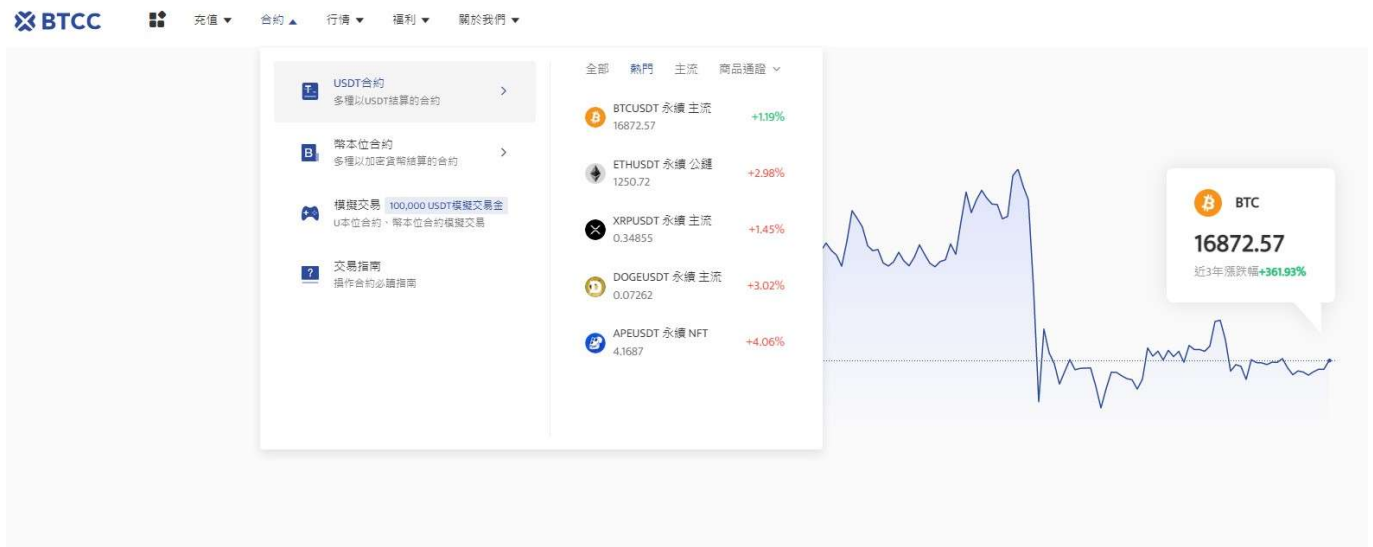 BTCC
充值 ▼ 合約 ▲ 行情 ▼ 福利 ▼ 關於我們 ▼
USDT合約
多種以USDT結算的合約
幣本位合約
多種以加密貨幣結算的合約
模擬交易 100,000 USDT模擬交易金
U本位合約、幣本位合約模擬交易
交易指南
操作合約必讀指南
全部 熱門 主流 商品通證
BTCUSDT 永續 主流
16872.57
+1.19%
ETHUSDT 永續 公鏈
1250.72
+2.98%
XRPUSDT 永續 主流
0.34855
+1.45%
DOGEUSDT 永續 主流
0.07262
+3.02%
APEUSDT 永續 NFT
4.1687
+4.06%
BTC
16872.57
近3年漲跌幅+361.93%